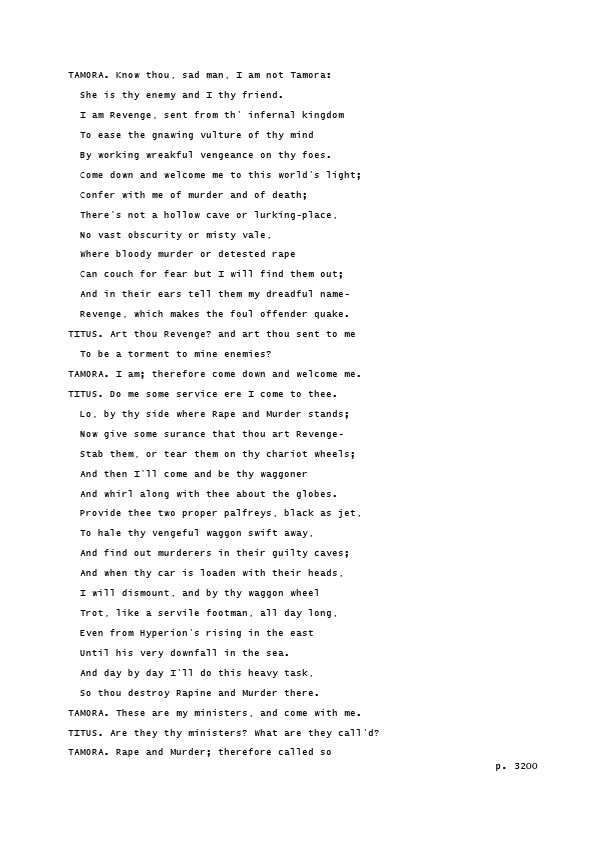 TAMORA. Know thou, sad man, I am not Tamora:
She is thy enemy and I thy friend.
I am Revenge, sent from th' infernal kingdom
To ease the gnawing vulture of thy mind
By working wreakful vengeance on thy foes.
Come down and welcome me to this world's light;
Confer with me of murder and of death;
There's not a hollow cave or lurking-place,
No vast obscurity or misty vale,
Where bloody murder or detested rape
Can couch for fear but I will find them out;
And in their ears tell them my dreadful name-
Revenge, which makes the foul offender quake.
TITUS. Art thou Revenge? and art thou sent to me
To be a torment to mine enemies?
TAMORA. I am; therefore come down and welcome me.
TITUS. Do me some service ere I come to thee.
Lo, by thy side where Rape and Murder stands;
Now give some surance that thou art Revenge-
Stab them, or tear them on thy chariot wheels;
And then I'll come and be thy waggoner
And whirl along with thee about the globes.
Provide thee two proper palfreys, black as jet,
To hale thy vengeful waggon swift away,
And find out murderers in their guilty caves;
And when thy car is loaden with their heads,
I will dismount, and by thy waggon wheel
Trot, like a servile footman, all day long,
Even from Hyperion's rising in the east
Until his very downfall in the sea.
And day by day I'll do this heavy task,
So thou destroy Rapine and Murder there.
TAMORA. These are my ministers, and come with me.
TITUS. Are they thy ministers? What are they call'd?
TAMORA. Rape and Murder; therefore called so
p. 3200